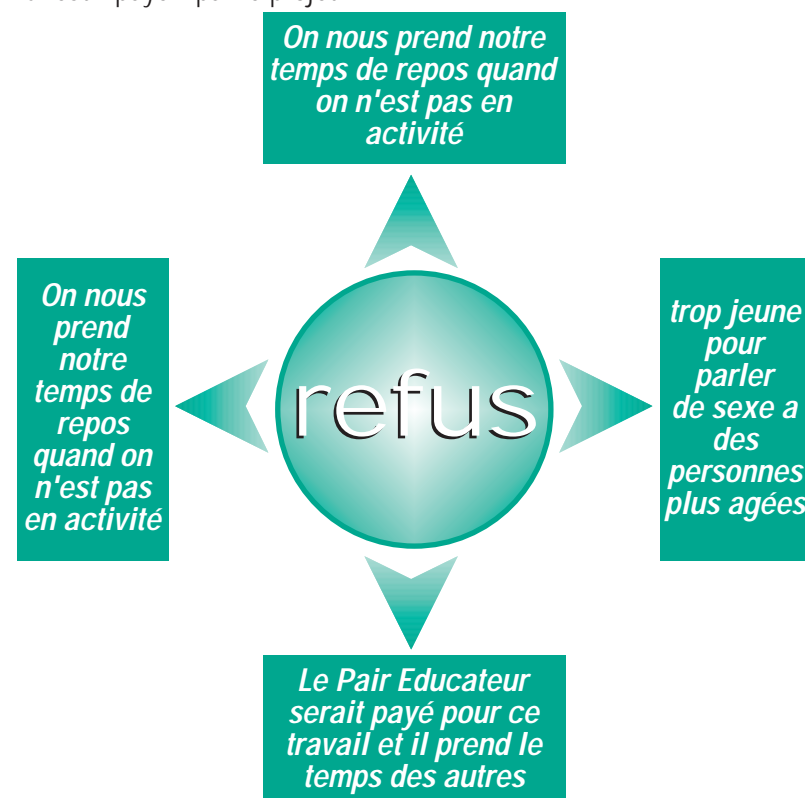 On nous prend notre
temps de repos quand
on n'est pas en
activité
On nous
prend
notre
temps de
repos
quand on
n'est pas
en activité
refus
trop jeune
pour
parler
de sexe a
des
personnes
plus agées
Le Pair Educateur
serait payé pour ce
travail et il prend le
temps des autres